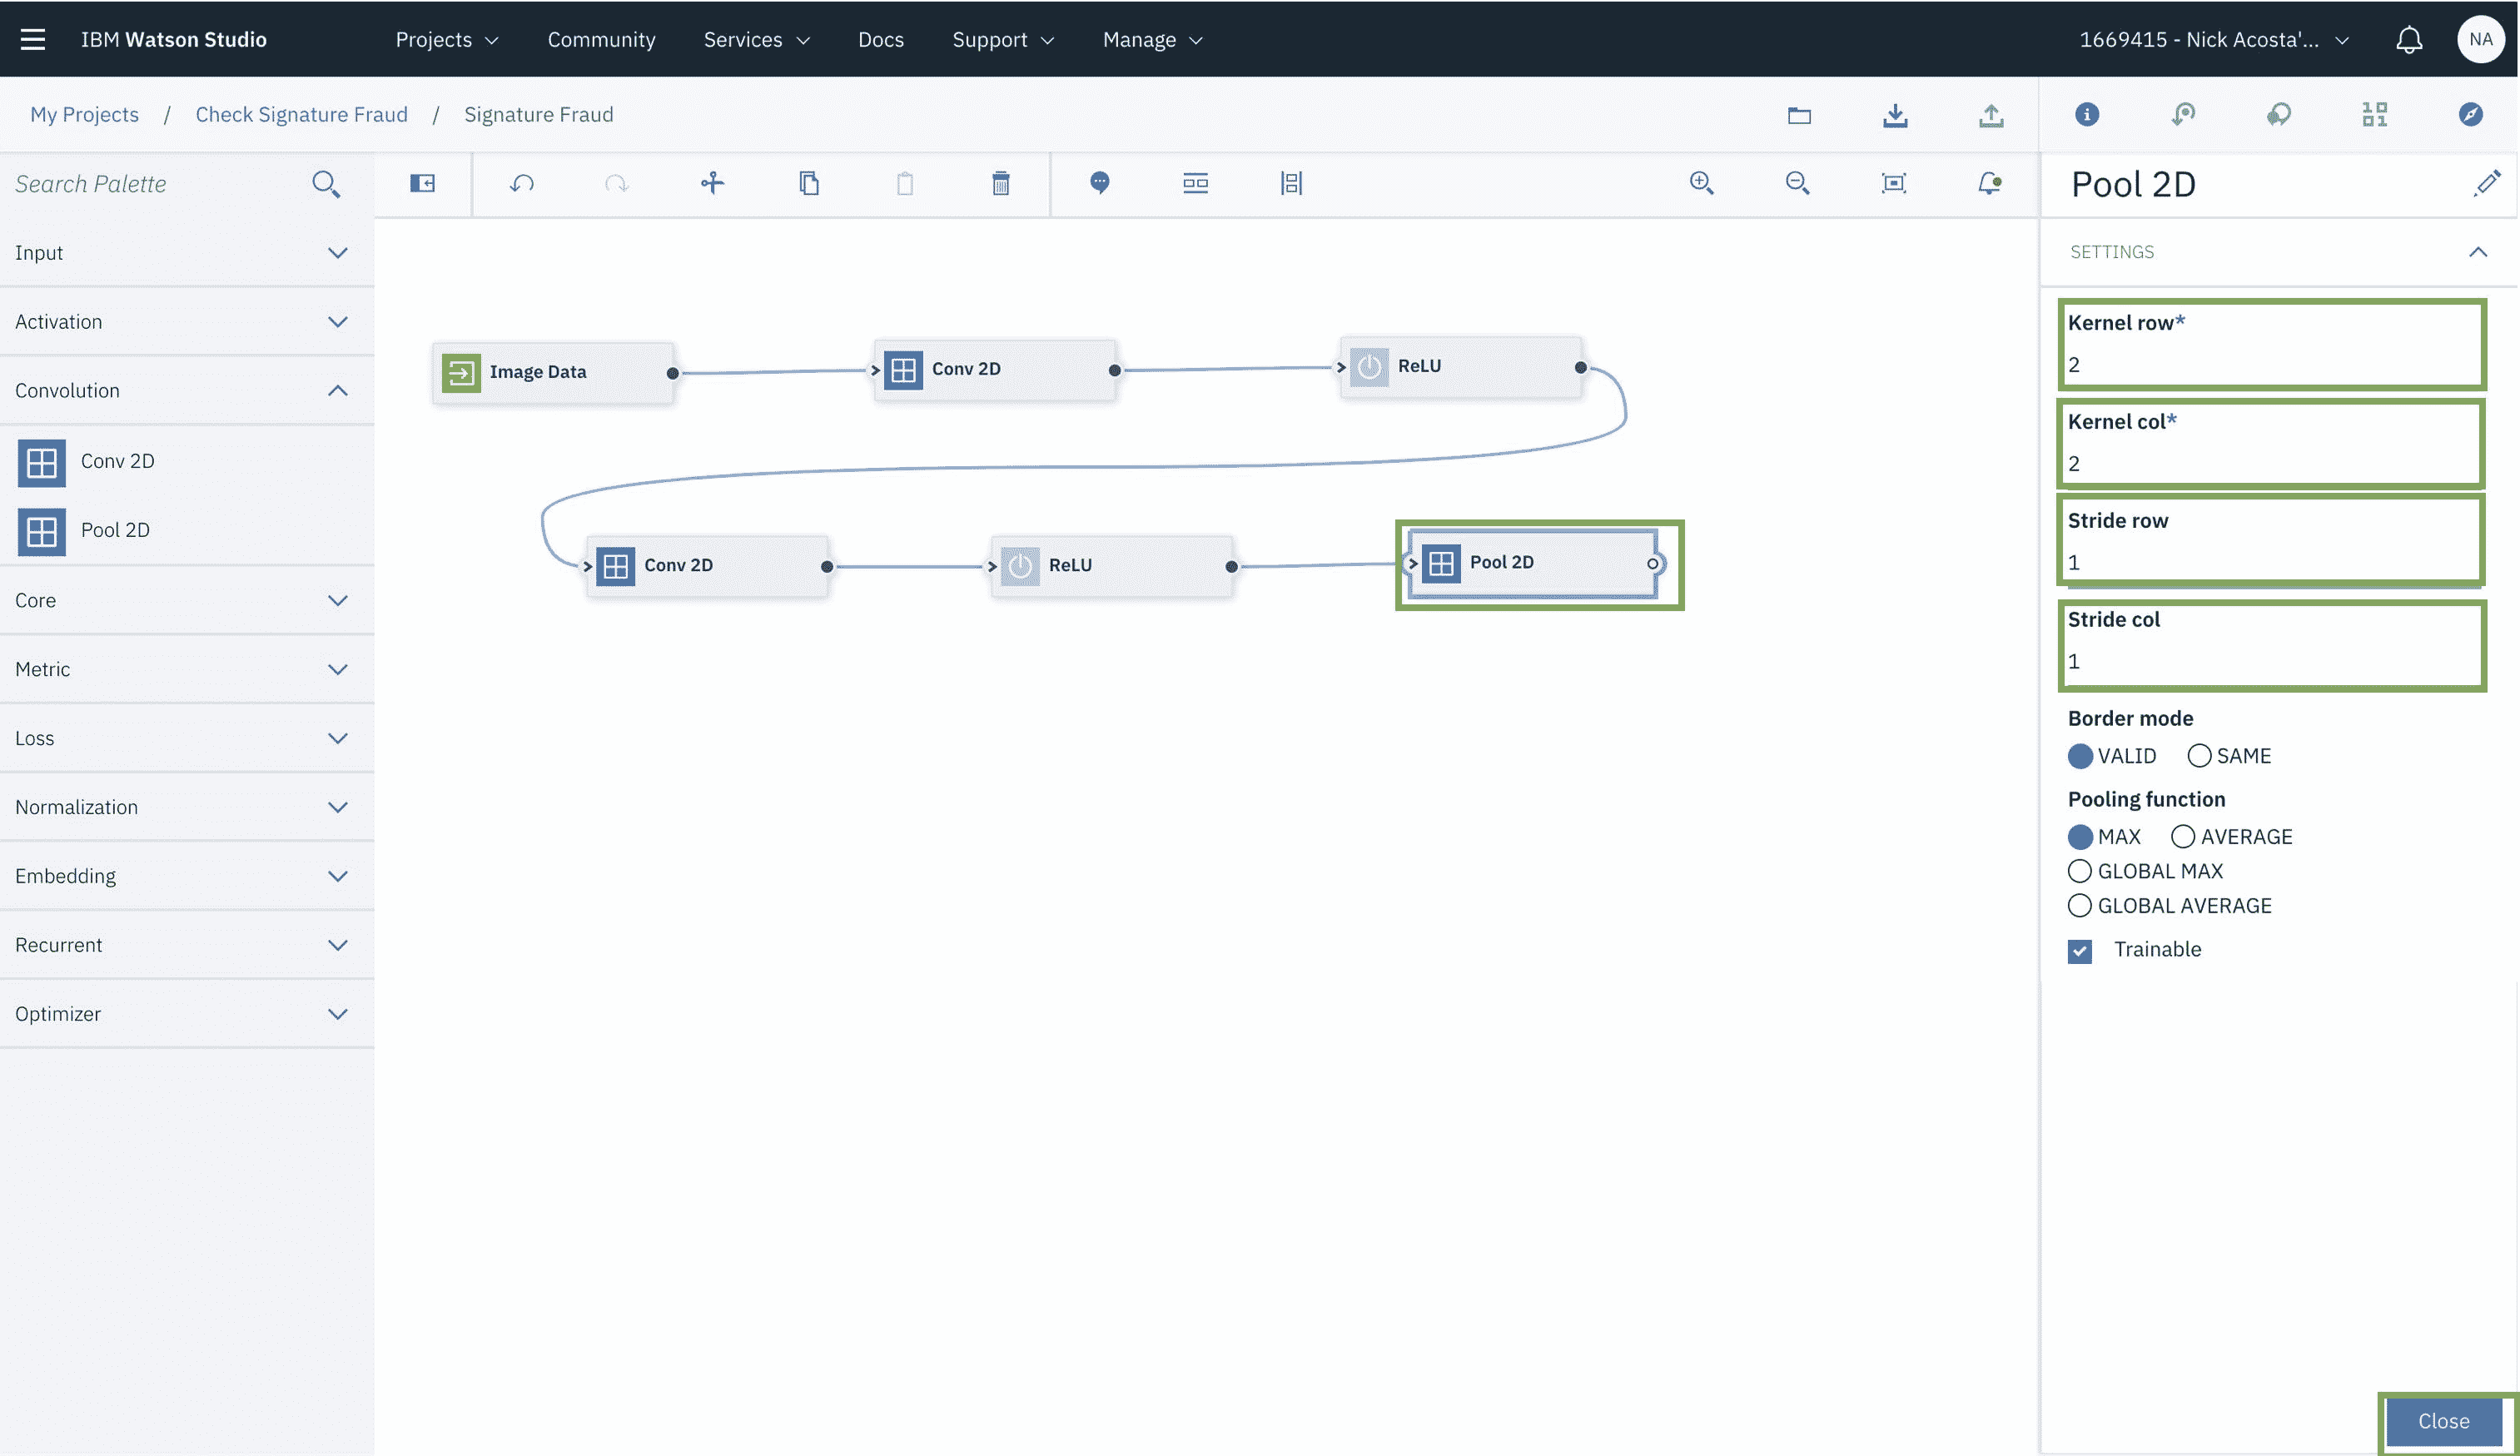 IBM Watson Studio Projects Community Services Docs Support Manage 1669415 - Nick Acosta'... NA
My Projects / Check Signature Fraud / Signature Fraud
Search Palette
Input
Activation
Convolution
Conv 2D
Pool 2D
Core
Metric
Loss
Normalization
Embedding
Recurrent
Optimizer
Image Data
Conv 2D
ReLU
Conv 2D
ReLU
Pool 2D
Pool 2D
SETTINGS
Kernel row*
2
Kernel col*
2
Stride row
1
Stride col
1
Border mode
VALID SAME
Pooling function
MAX AVERAGE
GLOBAL MAX
GLOBAL AVERAGE
Trainable
Close